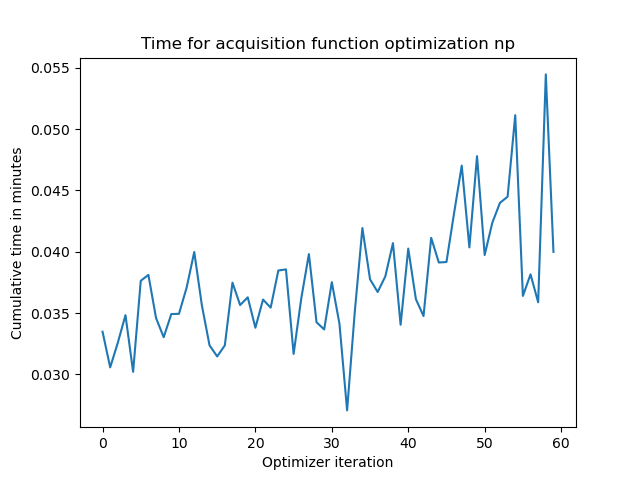 Time for acquisition function optimization np
0.055
0.050
0.045
0.040
0.035
0.030
Cumulative time in minutes
0 10 20 30 40 50 60
Optimizer iteration